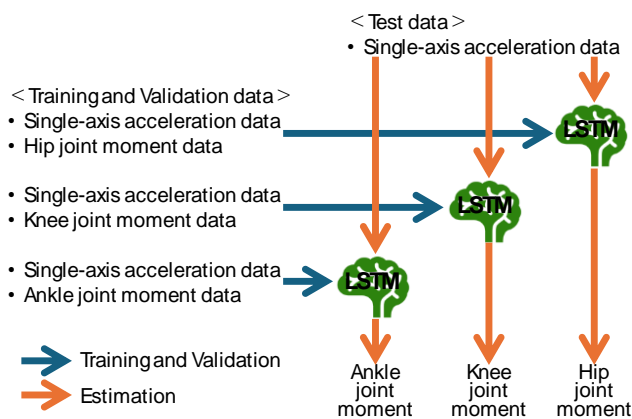 ＜Test data＞
• Single-axis acceleration data
＜Training and Validation data＞
• Single-axis acceleration data
• Hip joint moment data
LSTM
• Single-axis acceleration data
• Knee joint moment data
LSTM
• Single-axis acceleration data
• Ankle joint moment data
LSTM
Training and Validation
Estimation
Ankle
joint
moment
Knee
joint
moment
Hip
joint
moment